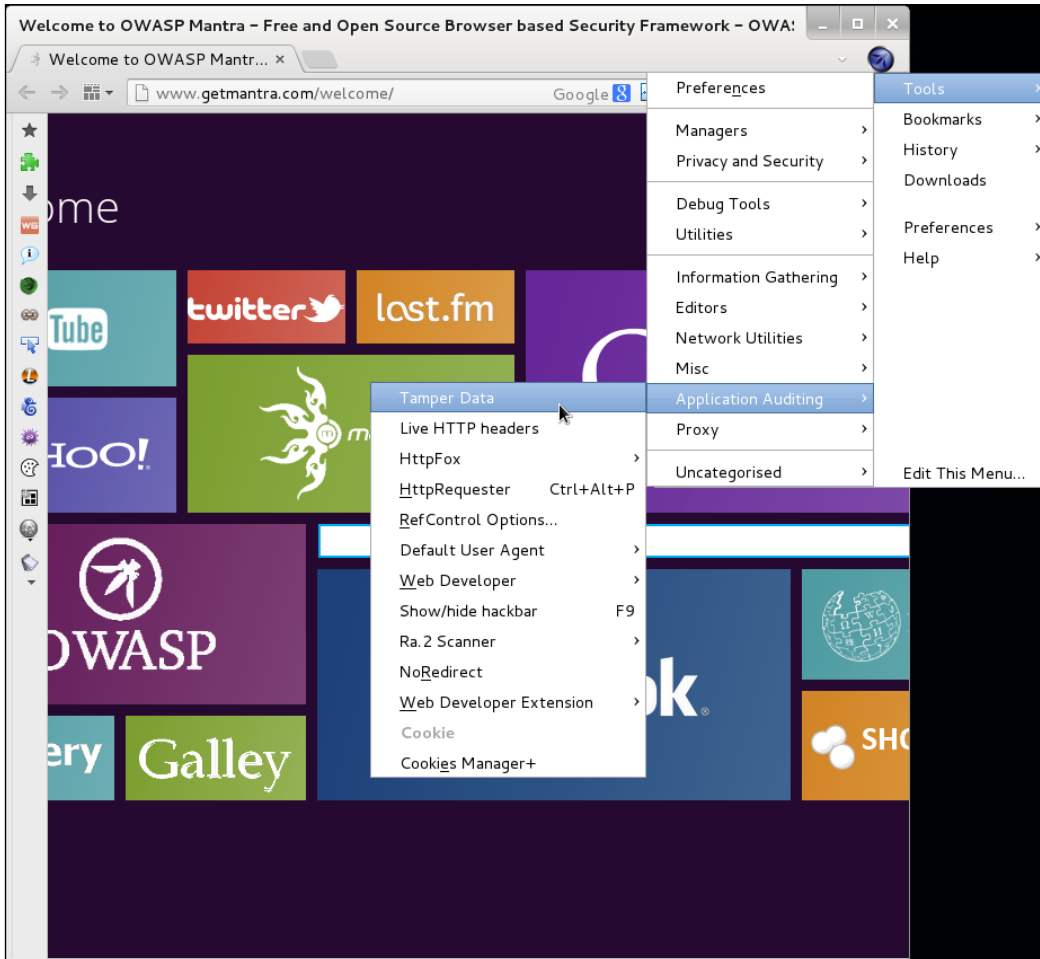 Welcome to OWASP Mantra – Free and Open Source Browser based Security Framework – OWA
Welcome to OWASP Mantr... ×
www.getmantra.com/welcome/
Google 8
ome
Tube
twitter
last.fm
HOO!
m
OWASP
ok.
ery
Galley
SHO
WS
Preferences
Managers
Privacy and Security
Debug Tools
Utilities
Information Gathering
Editors
Network Utilities
Misc
Application Auditing
Proxy
Uncategorised
Tools
Bookmarks
History
Downloads
Preferences
Help
Edit This Menu...
Tamper Data
Live HTTP headers
HttpFox
HttpRequester Ctrl+Alt+P
RefControl Options...
Default User Agent
Web Developer
Show/hide hackbar F9
Ra.2 Scanner
NoRedirect
Web Developer Extension
Cookie
Cookies Manager+